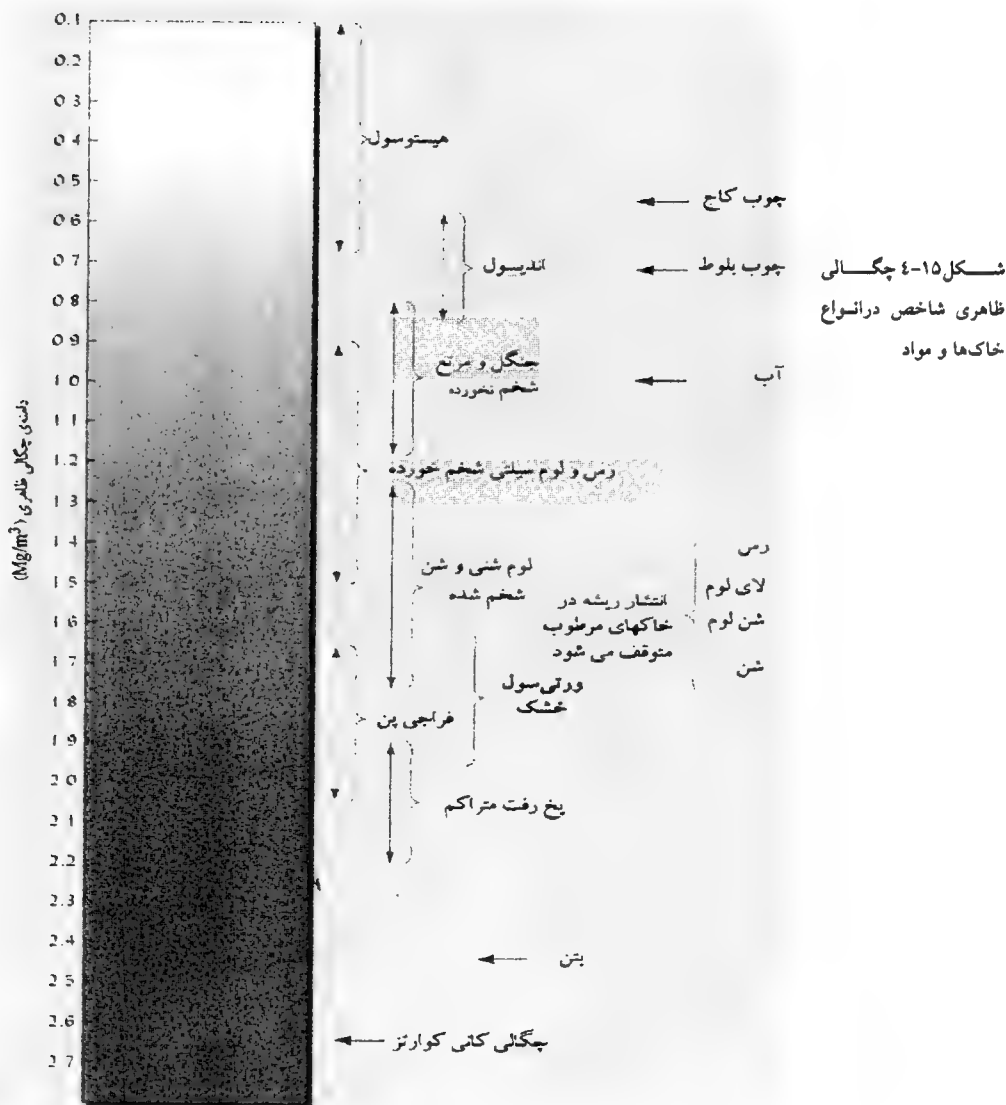 0.1
0.2
0.3
0.4
0.5
0.6
0.7
0.8
0.9
1.0
1.1
1.2
1.3
1.4
1.5
1.6
1.7
1.8
1.9
2.0
2.1
2.2
2.3
2.4
2.5
2.6
2.7
دامنه‌ی چگالی ظاهری (Mg/m³)
هیستوسول
اندیسول
جنگل و مرتع
شخم نخورده
رس و لوم سیلتی شخم خورده
لوم شنی و شن
شخم شده
ورتی‌سول
خشک
فراجی پن
یخ رفت متراکم
بتن
چگالی کانی کوارتز
چوب کاج
چوب بلوط
آب
انتشار ریشه در
خاکهای مرطوب
متوقف می شود
رس
لای لوم
شن لوم
شن
شکل ۱۵-٤ چگالی
ظاهری شاخص درانواع
خاک‌ها و مواد